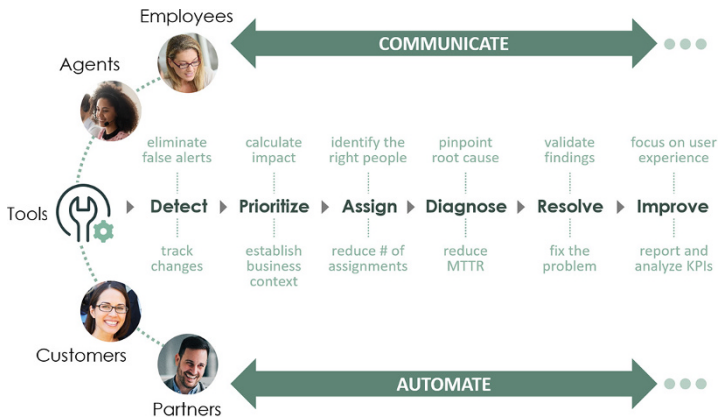 Employees
COMMUNICATE
Agents
eliminate
false alerts
calculate
impact
identify the
right people
pinpoint
root cause
validate
findings
focus on user
experience
Tools
Detect
Prioritize
Assign
Diagnose
Resolve
Improve
track
changes
establish
business
context
reduce # of
assignments
reduce
MTTR
fix the
problem
report and
analyze KPIs
Customers
AUTOMATE
Partners